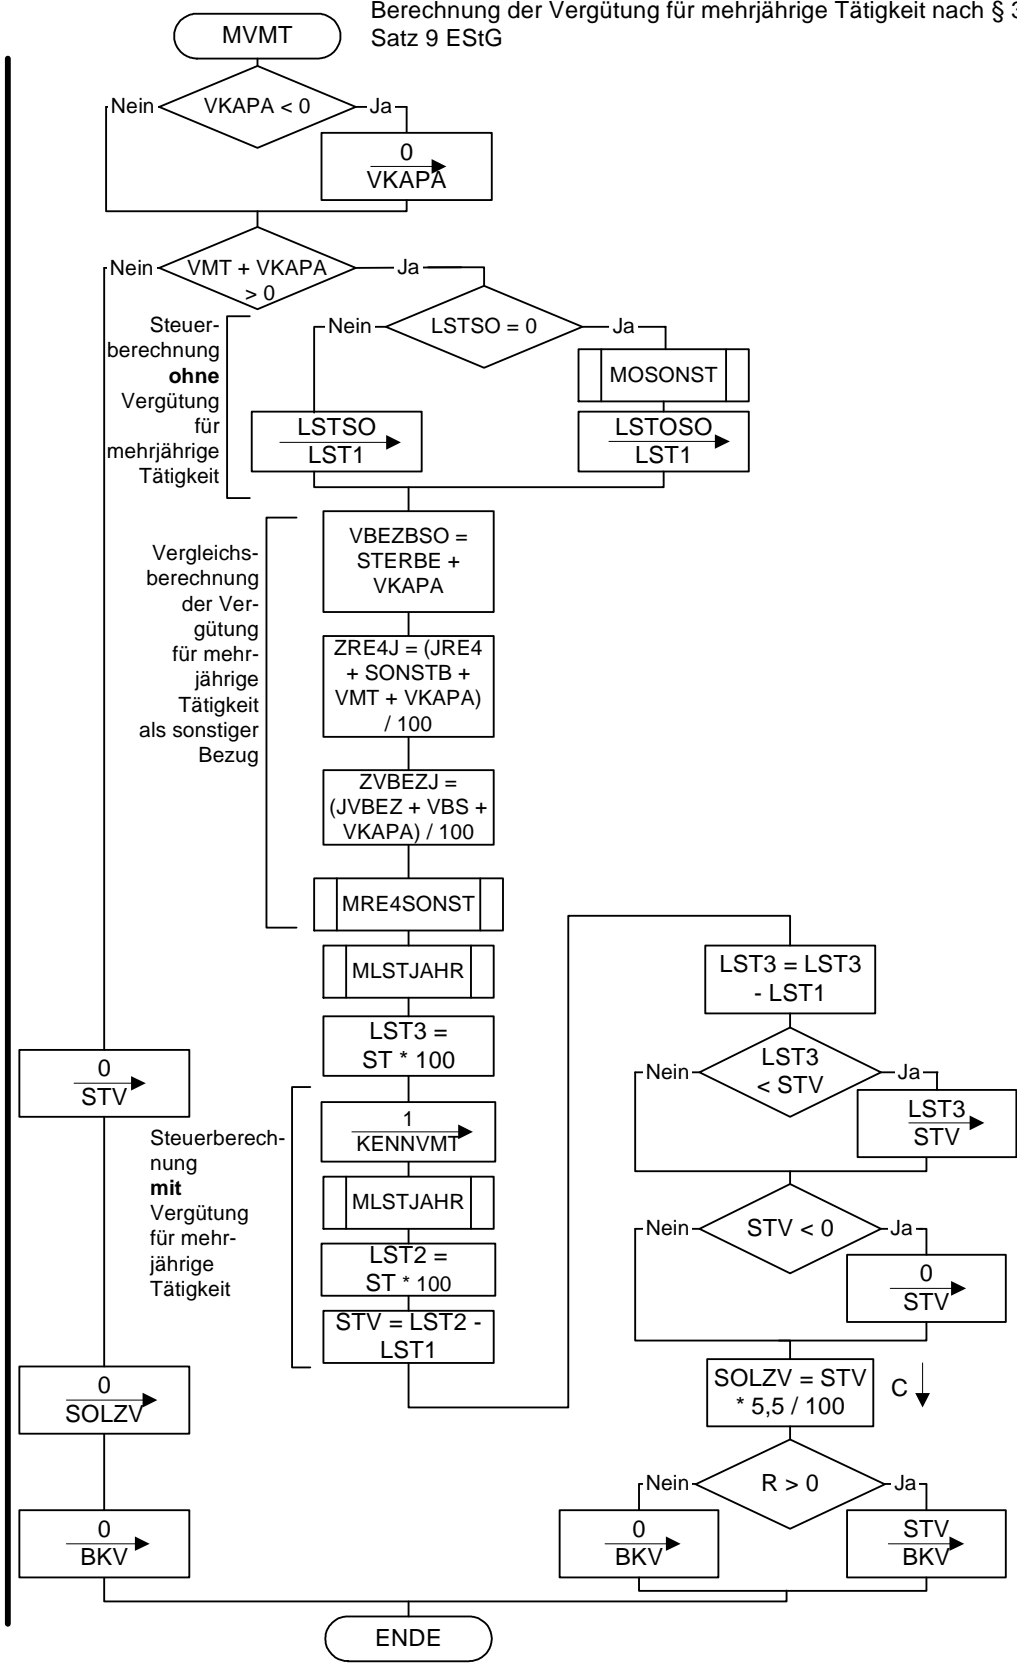 Berechnung der Vergütung für mehrjährige Tätigkeit nach §
Satz 9 EStG
MVMT
Nein
VKAPA < 0
Ja
0
VKAPA
Nein
VMT + VKAPA
> 0
Ja
Steuer-
berechnung
ohne
Vergütung
für
mehrjährige
Tätigkeit
Nein
LSTSO = 0
Ja
MOSONST
LSTSO
LST1
LSTOSO
LST1
Vergleichs-
berechnung
der Ver-
gütung
für mehr-
jährige
Tätigkeit
als sonstiger
Bezug
VBEZBSO =
STERBE +
VKAPA
ZRE4J = (JRE4
+ SONSTB +
VMT + VKAPA)
/ 100
ZVBEZJ =
(JVBEZ + VBS +
VKAPA) / 100
MRE4SONST
MLSTJAHR
LST3 =
ST * 100
0
STV
Steuerberech-
nung
mit
Vergütung
für mehr-
jährige
Tätigkeit
1
KENNVMT
MLSTJAHR
LST2 =
ST * 100
STV = LST2 -
LST1
0
SOLZV
0
BKV
LST3 = LST3
- LST1
Nein
LST3
< STV
Ja
LST3
STV
Nein
STV < 0
Ja
0
STV
SOLZV = STV
* 5,5 / 100
C
Nein
R > 0
Ja
0
BKV
STV
BKV
ENDE